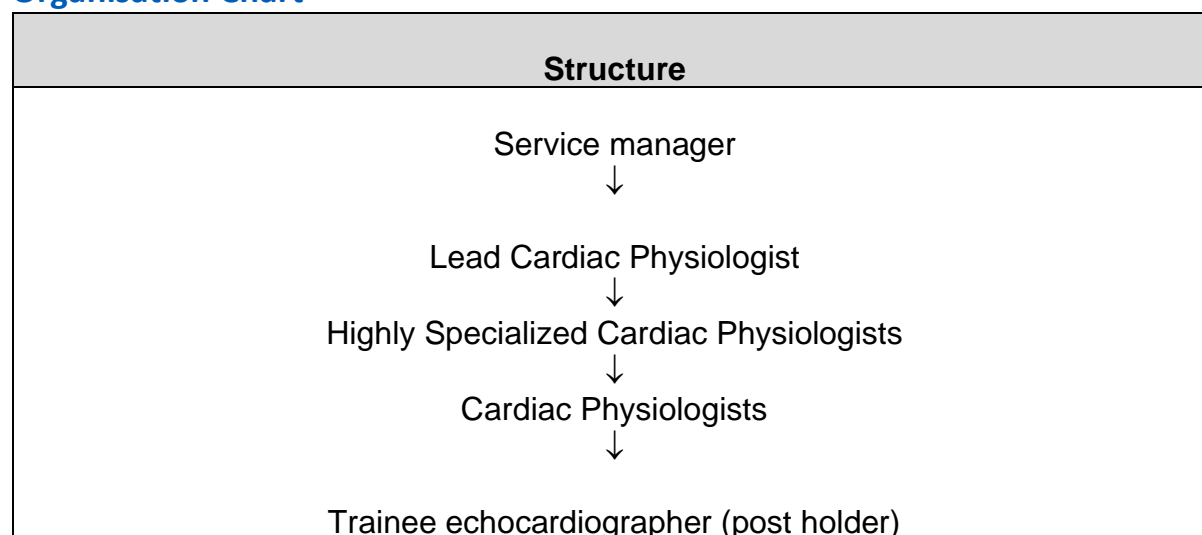 Organisation Chart
Structure
Service manager
↓
Lead Cardiac Physiologist
↓
Highly Specialized Cardiac Physiologists
↓
Cardiac Physiologists
↓
Trainee echocardiographer (post holder)